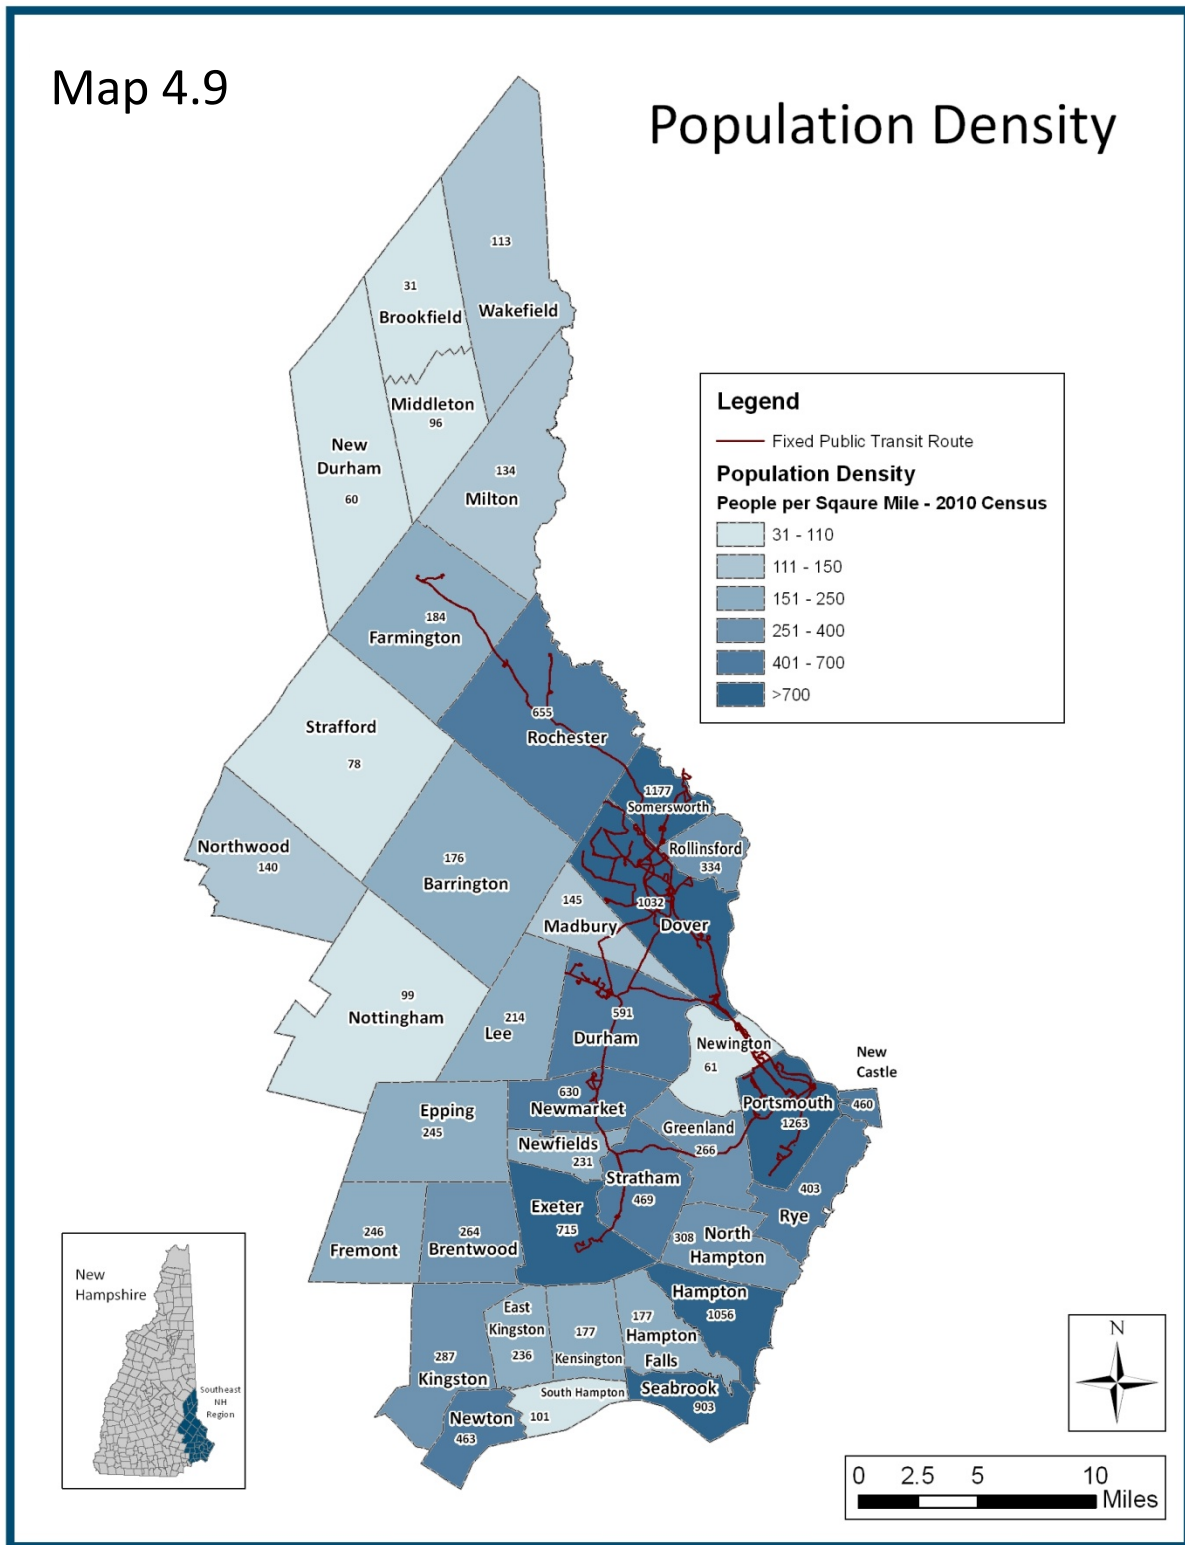 Map 4.9
Population Density
113
Wakefield
31
Brookfield
Middleton
96
New
Durham
60
134
Milton
184
Farmington
Strafford
78
655
Rochester
Northwood
140
176
Barrington
1177
Somersworth
Rollinsford
334
145
Madbury
1032
Dover
99
Nottingham
214
Lee
591
Durham
Newington
61
New
Castle
460
Portsmouth
1263
630
Newmarket
Epping
245
Greenland
266
Newfields
231
Stratham
469
Exeter
715
403
Rye
246
Fremont
264
Brentwood
308
North
Hampton
Hampton
1056
East
Kingston
236
177
Kensington
177
Hampton
Falls
287
Kingston
South Hampton
101
Seabrook
903
Newton
463
Legend
Fixed Public Transit Route
Population Density
People per Sqaure Mile - 2010 Census
31 - 110
111 - 150
151 - 250
251 - 400
401 - 700
>700
New
Hampshire
Southeast
NH
Region
N
0 2.5 5 10
Miles